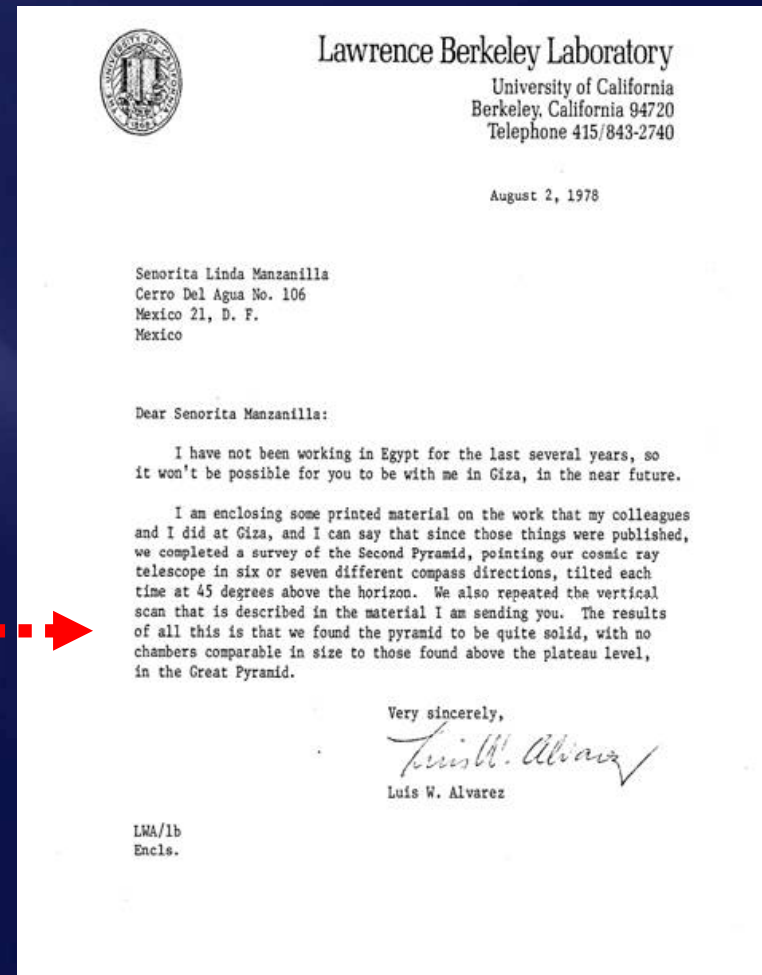 Lawrence Berkeley Laboratory
University of California
Berkeley, California 94720
Telephone 415/843-2740
August 2, 1978
Senorita Linda Manzanilla
Cerro Del Agua No. 106
Mexico 21, D. F.
Mexico
Dear Senorita Manzanilla:
I have not been working in Egypt for the last several years, so
it won't be possible for you to be with me in Giza, in the near future.
I am enclosing some printed material on the work that my colleagues
and I did at Giza, and I can say that since those things were published,
we completed a survey of the Second Pyramid, pointing our cosmic ray
telescope in six or seven different compass directions, tilted each
time at 45 degrees above the horizon. We also repeated the vertical
scan that is described in the material I am sending you. The results
of all this is that we found the pyramid to be quite solid, with no
chambers comparable in size to those found above the plateau level,
in the Great Pyramid.
Very sincerely,
Luis W. Alvarez
Luis W. Alvarez
LWA/lb
Encls.